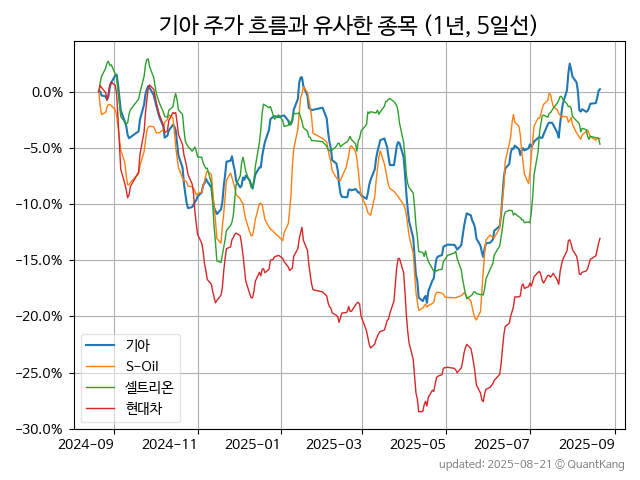 기아 주가 흐름과 유사한 종목 (1년, 5일선)
0.0%
−5.0%
−10.0%
−15.0%
−20.0%
−25.0%
−30.0%
기아
S-Oil
셀트리온
현대차
2024-09
2024-11
2025-01
2025-03
2025-05
2025-07
2025-09
updated: 2025-08-21 © QuantKang